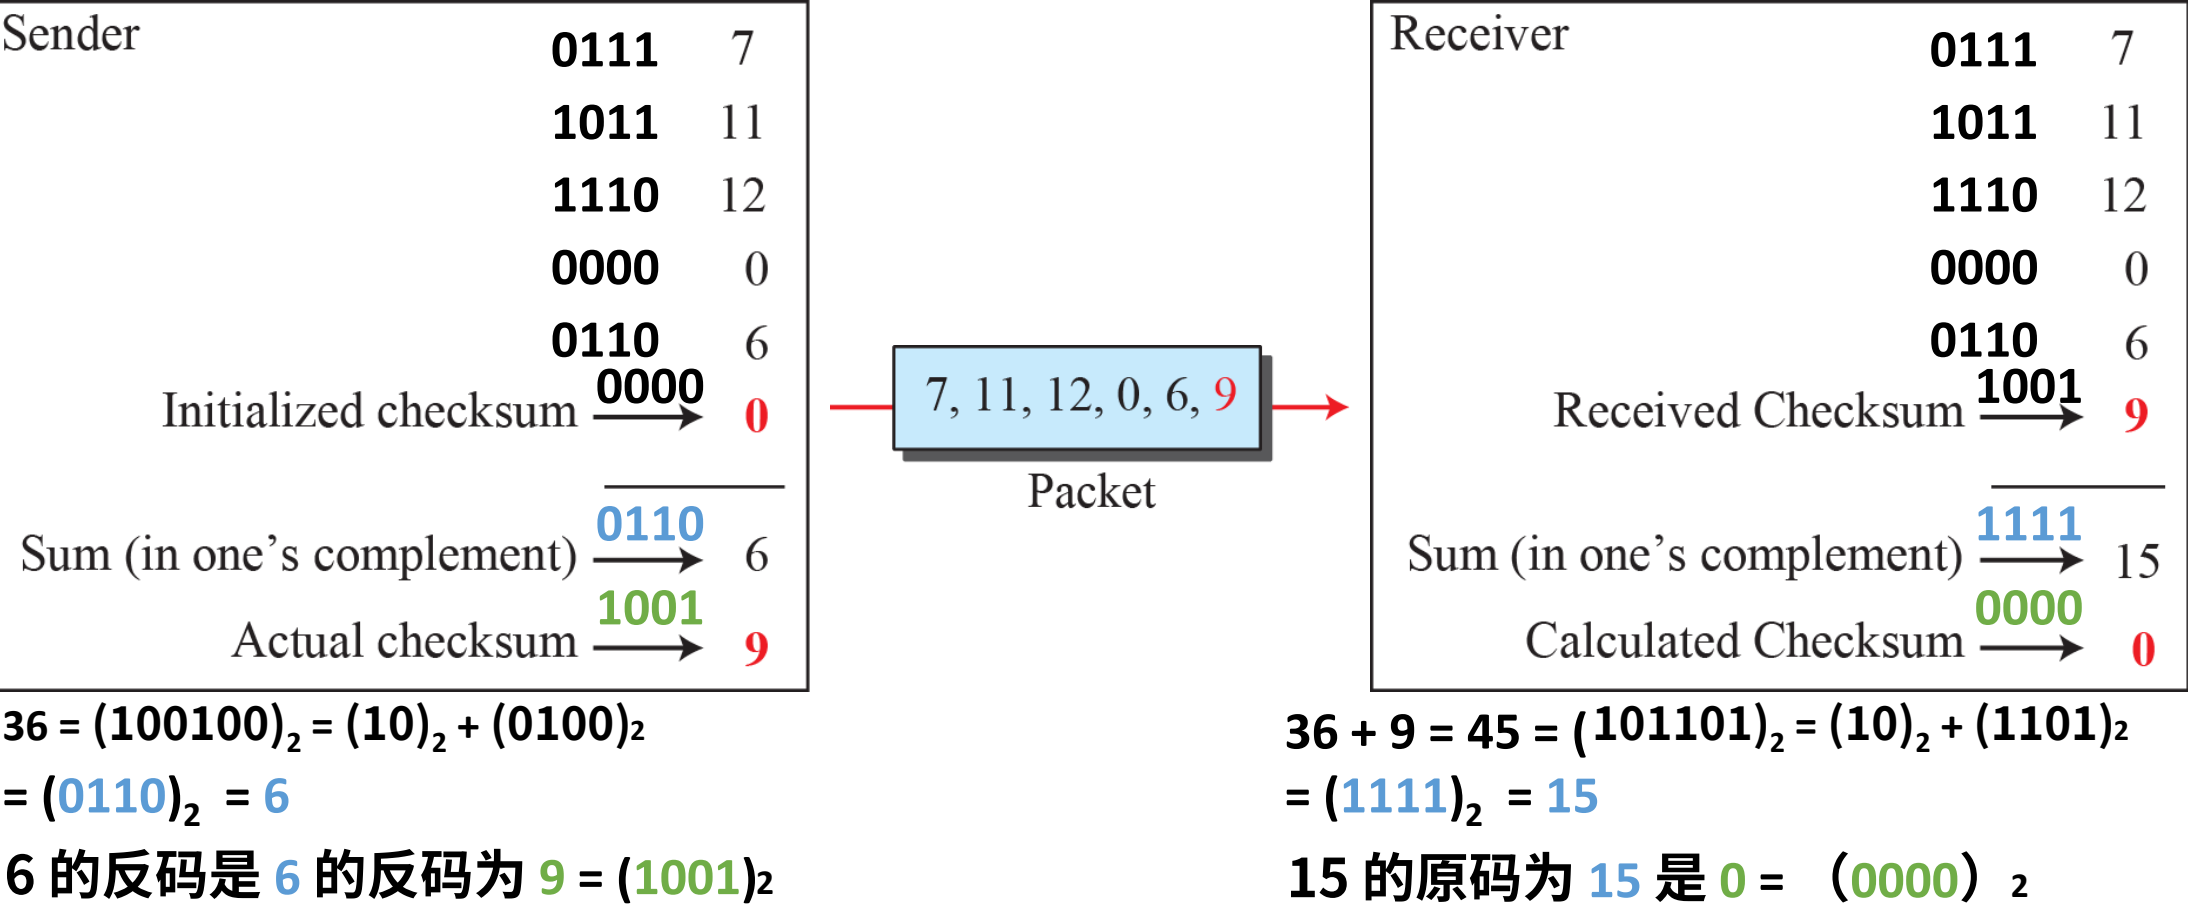 Sender
0111 7
1011 11
1110 12
0000 0
0110 6
0000
Initialized checksum 0
0110
Sum (in one’s complement) 6
1001
Actual checksum 9
7, 11, 12, 0, 6, 9
Packet
Receiver
0111 7
1011 11
1110 12
0000 0
0110 6
1001
Received Checksum 9
1111
Sum (in one’s complement) 15
0000
Calculated Checksum 0
36 = (100100)₂ = (10)₂ + (0100)₂
= (0110)₂ = 6
6 的反码是 6 的反码为 9 = (1001)₂
36 + 9 = 45 = (101101)₂ = (10)₂ + (1101)₂
= (1111)₂ = 15
15 的原码为 15 是 0 = （0000）₂